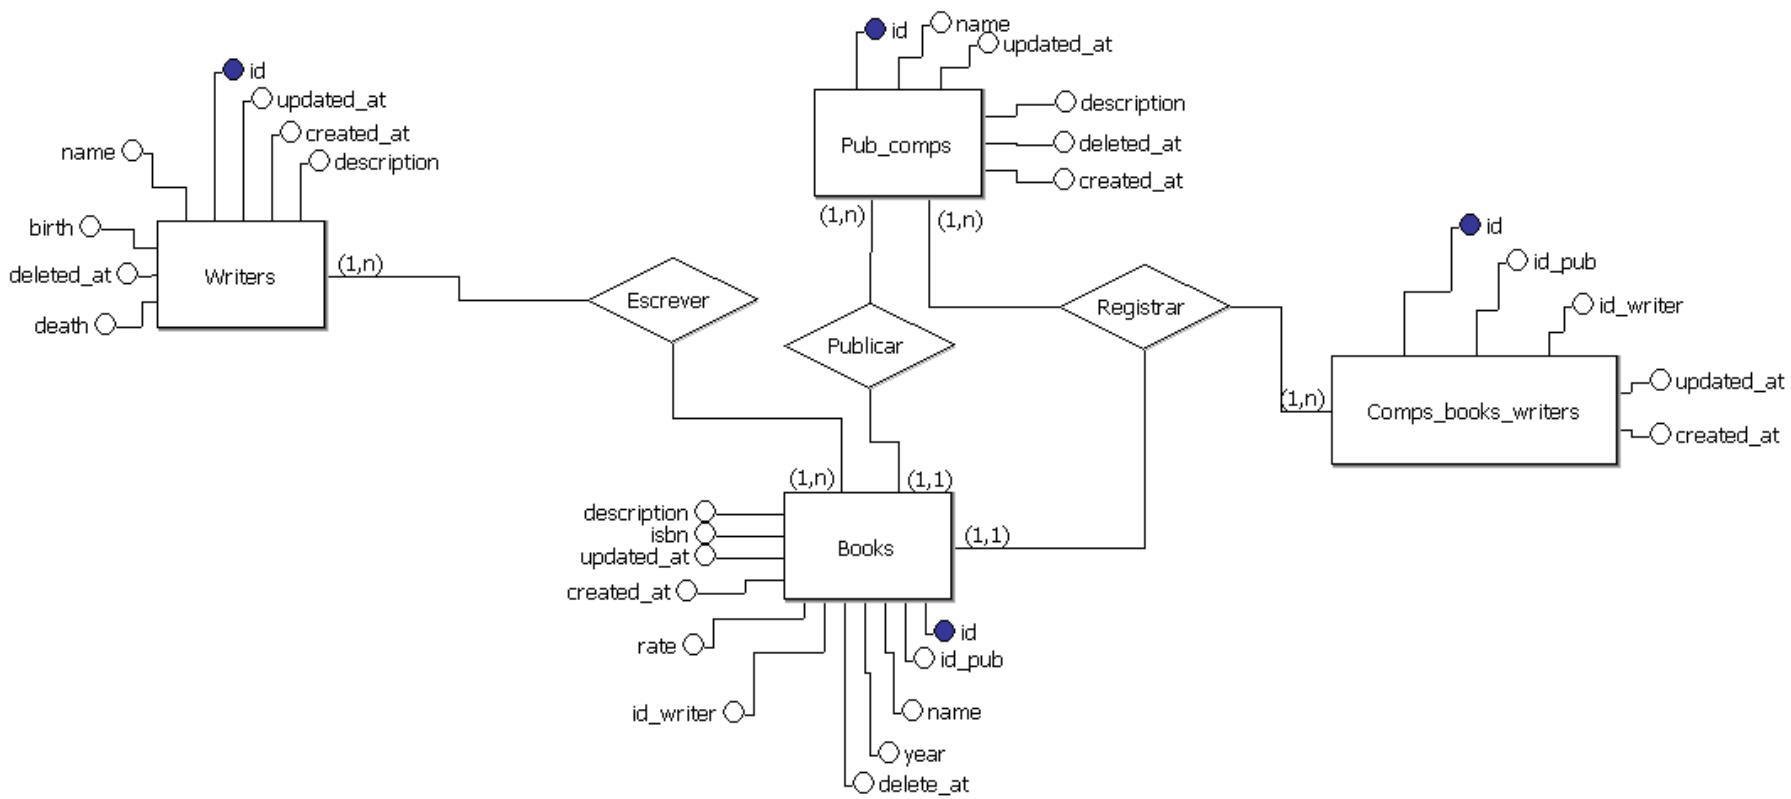 id
updated_at
created_at
description
name
birth
deleted_at
death
Writers
(1,n)
Escrever
id
name
updated_at
description
deleted_at
created_at
Pub_comps
(1,n)
(1,n)
Publicar
Registrar
id
id_pub
id_writer
updated_at
created_at
Comps_books_writers
(1,n)
(1,n)
(1,1)
(1,1)
Books
description
isbn
updated_at
created_at
rate
id_writer
id
id_pub
name
year
delete_at